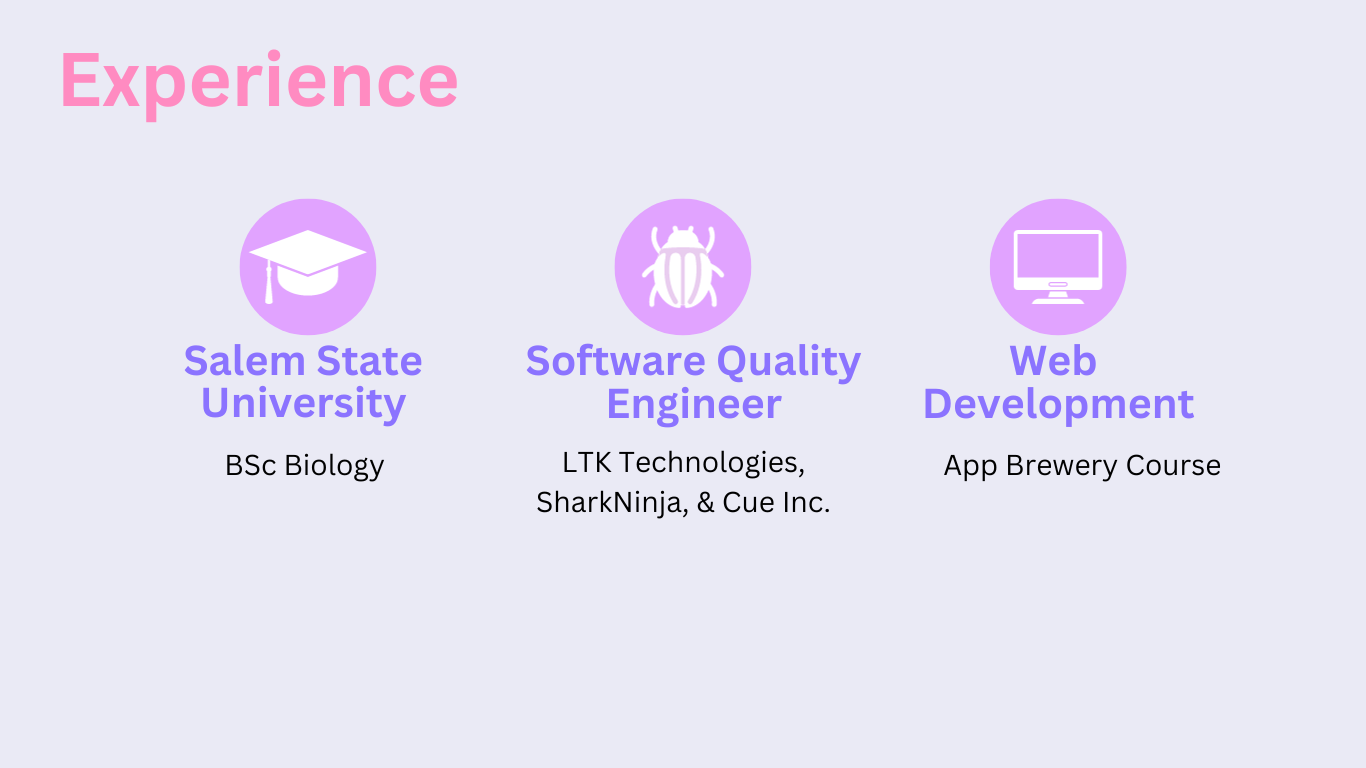 Experience
Salem State
University
BSc Biology
Software Quality
Engineer
LTK Technologies,
SharkNinja, & Cue Inc.
Web
Development
App Brewery Course